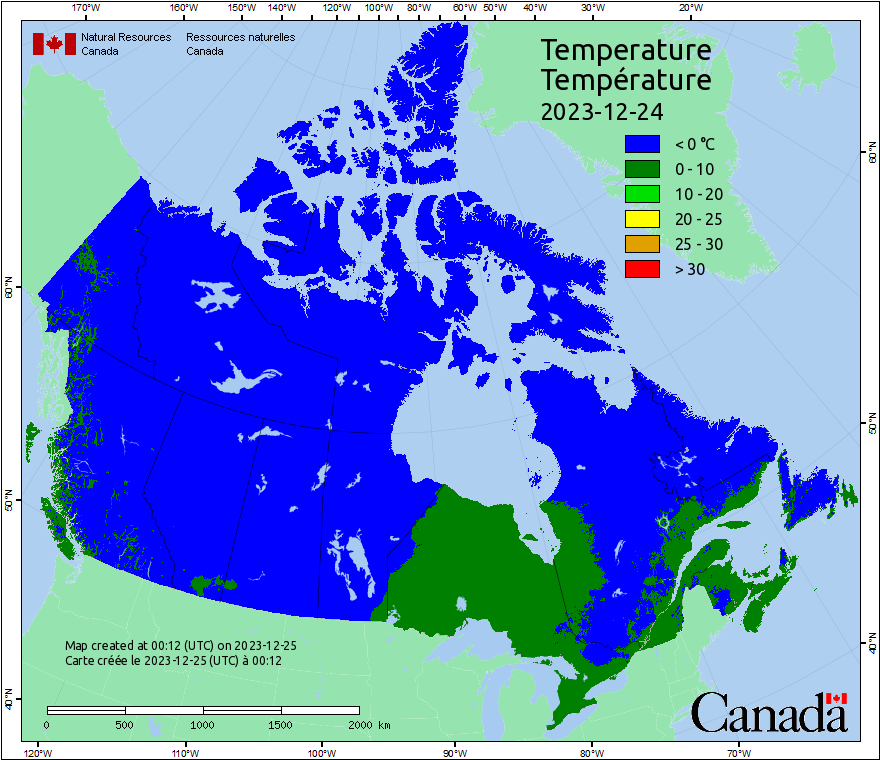 170°W 160°W 150°W 140°W 130°W 120°W 110°W 100°W 90°W 80°W 60°W 50°W 40°W 30°W 20°W
Natural Resources Ressources naturelles
Canada Canada
Temperature
Température
2023-12-24
< 0 °C
0 - 10
10 - 20
20 - 25
25 - 30
> 30
60°N 60°N
50°N 50°N
40°N 40°N
Map created at 00:12 (UTC) on 2023-12-25
Carte créée le 2023-12-25 (UTC) à 00:12
0 500 1000 1500 2000 km
Canada
120°W 110°W 100°W 90°W 80°W 70°W